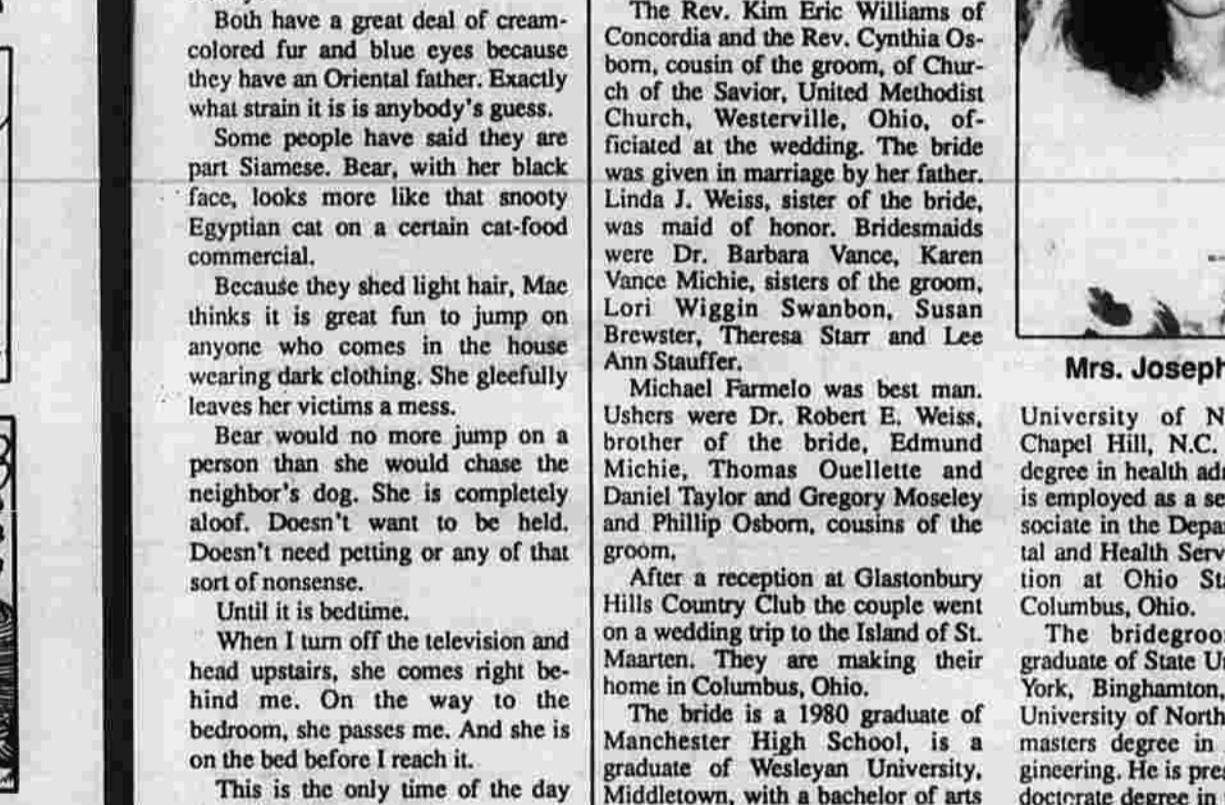 Both have a great deal of cream-
colored fur and blue eyes because
they have an Oriental father. Exactly
what strain it is is anybody's guess.
Some people have said they are
part Siamese. Bear, with her black
face, looks more like that snooty
Egyptian cat on a certain cat-food
commercial.
Because they shed light hair, Mae
thinks it is great fun to jump on
anyone who comes in the house
wearing dark clothing. She gleefully
leaves her victims a mess.
Bear would no more jump on a
person than she would chase the
neighbor's dog. She is completely
aloof. Doesn't want to be held.
Doesn't need petting or any of that
sort of nonsense.
Until it is bedtime.
When I turn off the television and
head upstairs, she comes right be-
hind me. On the way to the
bedroom, she passes me. And she is
on the bed before I reach it.
This is the only time of the day
The Rev. Kim Eric Williams of
Concordia and the Rev. Cynthia Os-
born, cousin of the groom, of Chur-
ch of the Savior, United Methodist
Church, Westerville, Ohio, of-
ficiated at the wedding. The bride
was given in marriage by her father.
Linda J. Weiss, sister of the bride,
was maid of honor. Bridesmaids
were Dr. Barbara Vance, Karen
Vance Michie, sisters of the groom,
Lori Wiggin Swanbon, Susan
Brewster, Theresa Starr and Lee
Ann Stauffer.
Michael Farmelo was best man.
Ushers were Dr. Robert E. Weiss,
brother of the bride, Edmund
Michie, Thomas Ouellette and
Daniel Taylor and Gregory Moseley
and Phillip Osborn, cousins of the
groom.
After a reception at Glastonbury
Hills Country Club the couple went
on a wedding trip to the Island of St.
Maarten. They are making their
home in Columbus, Ohio.
The bride is a 1980 graduate of
Manchester High School, is a
graduate of Wesleyan University,
Middletown, with a bachelor of arts
Mrs. Joseph
University of N
Chapel Hill, N.C.
degree in health ad
is employed as a se
sociate in the Depa
tal and Health Serv
tion at Ohio St
Columbus, Ohio.
The bridegroo
graduate of State U
York, Binghamton,
University of North
masters degree in
gineering. He is pre
doctorate degree in